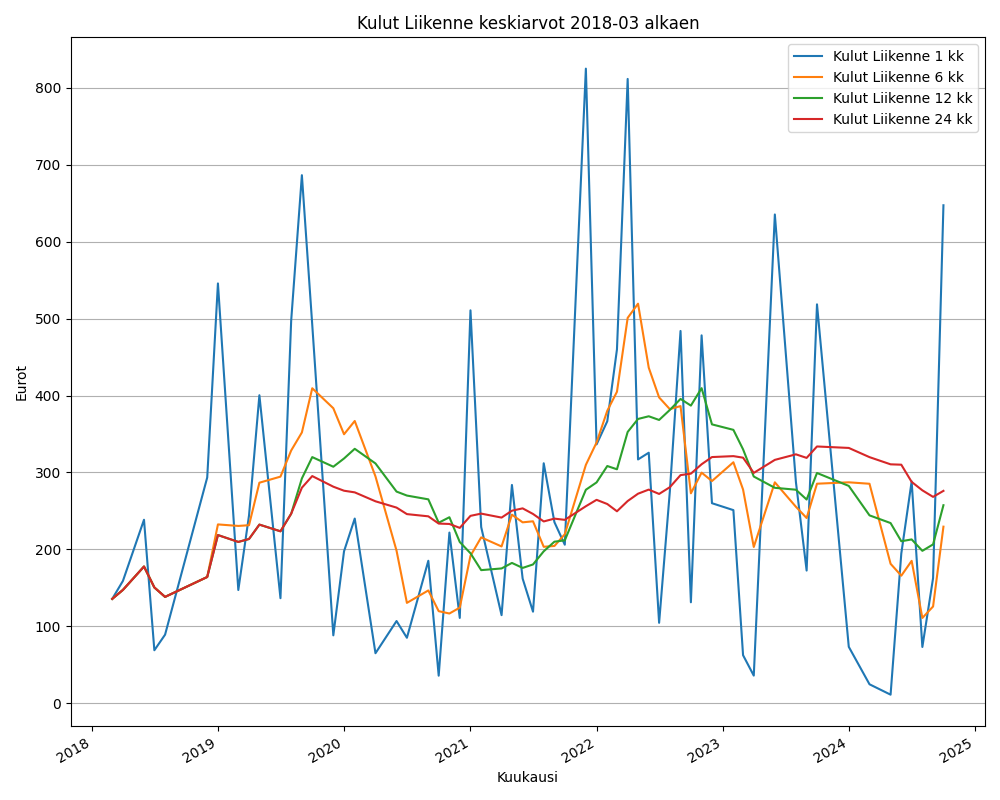 Kulut Liikenne keskiarvot 2018-03 alkaen
Kulut Liikenne 1 kk
Kulut Liikenne 6 kk
Kulut Liikenne 12 kk
Kulut Liikenne 24 kk
Eurot
800
700
600
500
400
300
200
100
0
2018
2019
2020
2021
2022
2023
2024
2025
Kuukausi